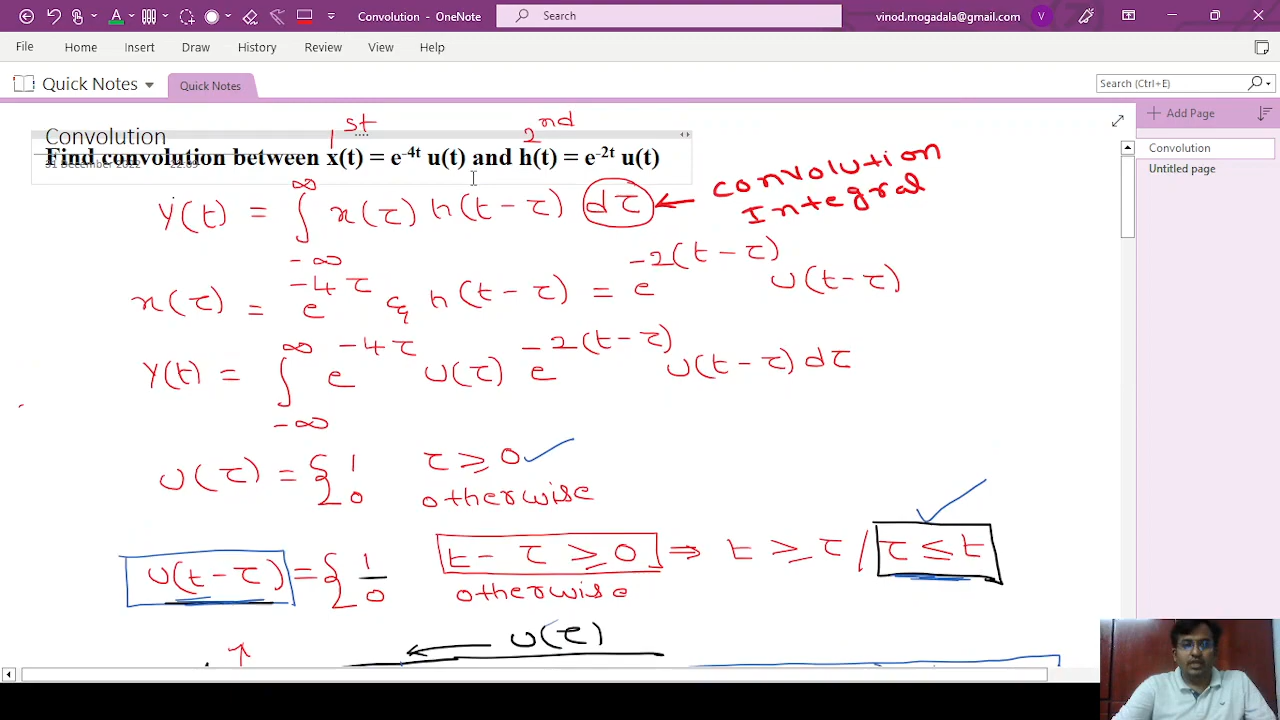 Convolution - OneNote
Search
vinod.mogadala@gmail.com
V
File Home Insert Draw History Review View Help
Quick Notes
Quick Notes
Search (Ctrl+E)
Add Page
Convolution
Untitled page
Convolution
1st 2nd
Find convolution between x(t) = e^-4t u(t) and h(t) = e^-2t u(t)
Y(t) = ∫_-∞^∞ x(τ) h(t-τ) dτ ← Convolution Integral
x(τ) = e^-4τ & h(t-τ) = e^-2(t-τ) u(t-τ)
Y(t) = ∫_-∞^∞ e^-4τ u(τ) e^-2(t-τ) u(t-τ) dτ
u(τ) = { 1 τ ≥ 0 ✓
0 otherwise
u(t-τ) = { 1 t - τ ≥ 0 ⇒ t ≥ τ / τ ≤ t
0 otherwise
u(τ)